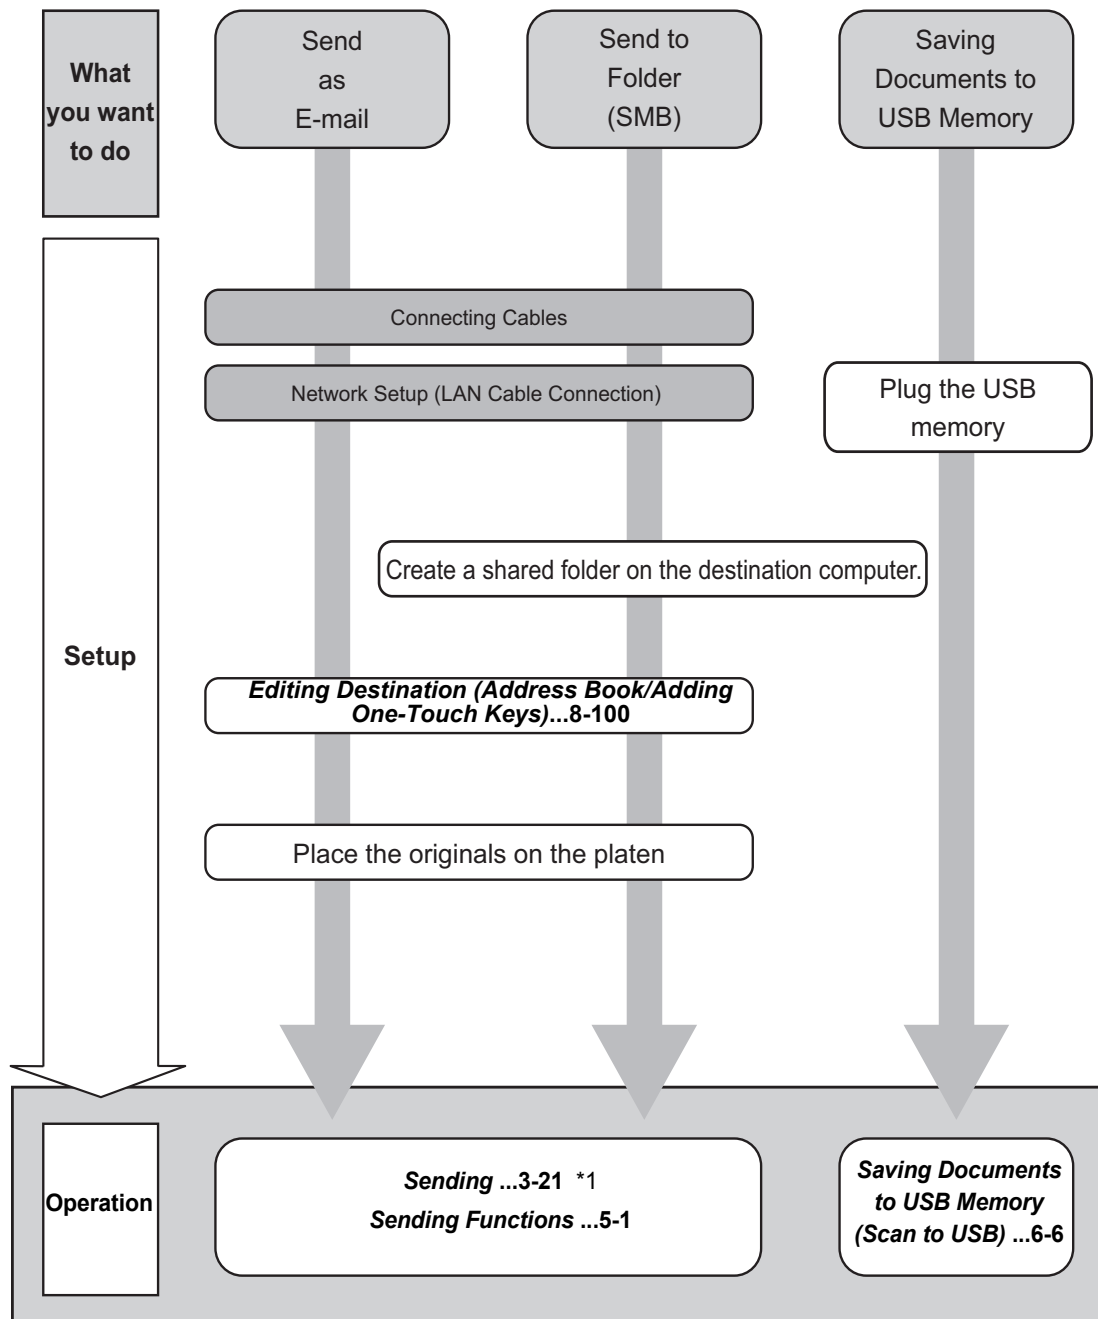 What
you want
to do
Send
as
E-mail
Send to
Folder
(SMB)
Saving
Documents to
USB Memory
Setup
Connecting Cables
Network Setup (LAN Cable Connection)
Plug the USB
memory
Create a shared folder on the destination computer.
Editing Destination (Address Book/Adding
One-Touch Keys)...8-100
Place the originals on the platen
Operation
Sending ...3-21 *1
Sending Functions ...5-1
Saving Documents
to USB Memory
(Scan to USB) ...6-6